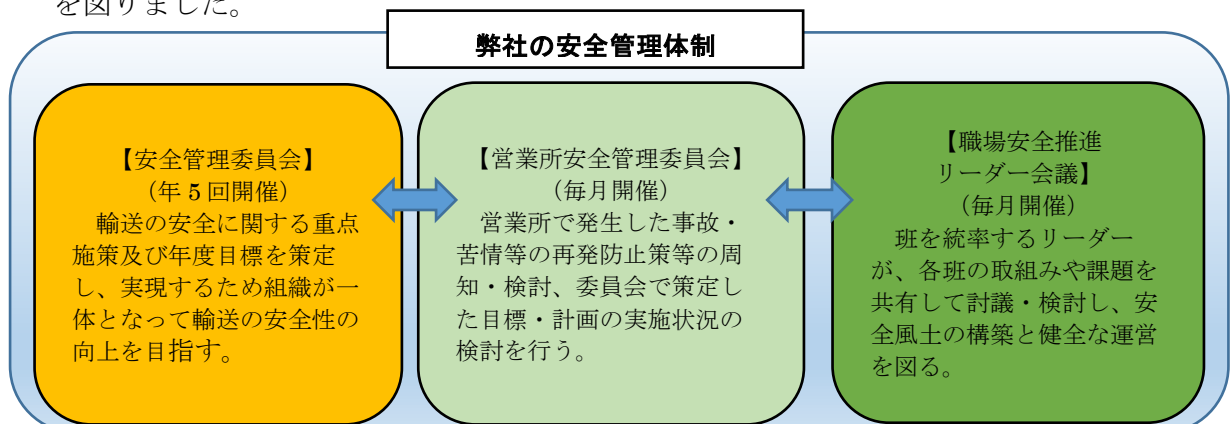 を図りました。
弊社の安全管理体制
【安全管理委員会】
（年5回開催）
輸送の安全に関する重点
施策及び年度目標を策定
し、実現するため組織が一
体となって輸送の安全性の
向上を目指す。
【営業所安全管理委員会】
（毎月開催）
営業所で発生した事故・
苦情等の再発防止策等の周
知・検討、委員会で策定し
た目標・計画の実施状況の
検討を行う。
【職場安全推進
リーダー会議】
（毎月開催）
班を統率するリーダー
が、各班の取組みや課題を
共有して討議・検討し、安
全風土の構築と健全な運営
を図る。